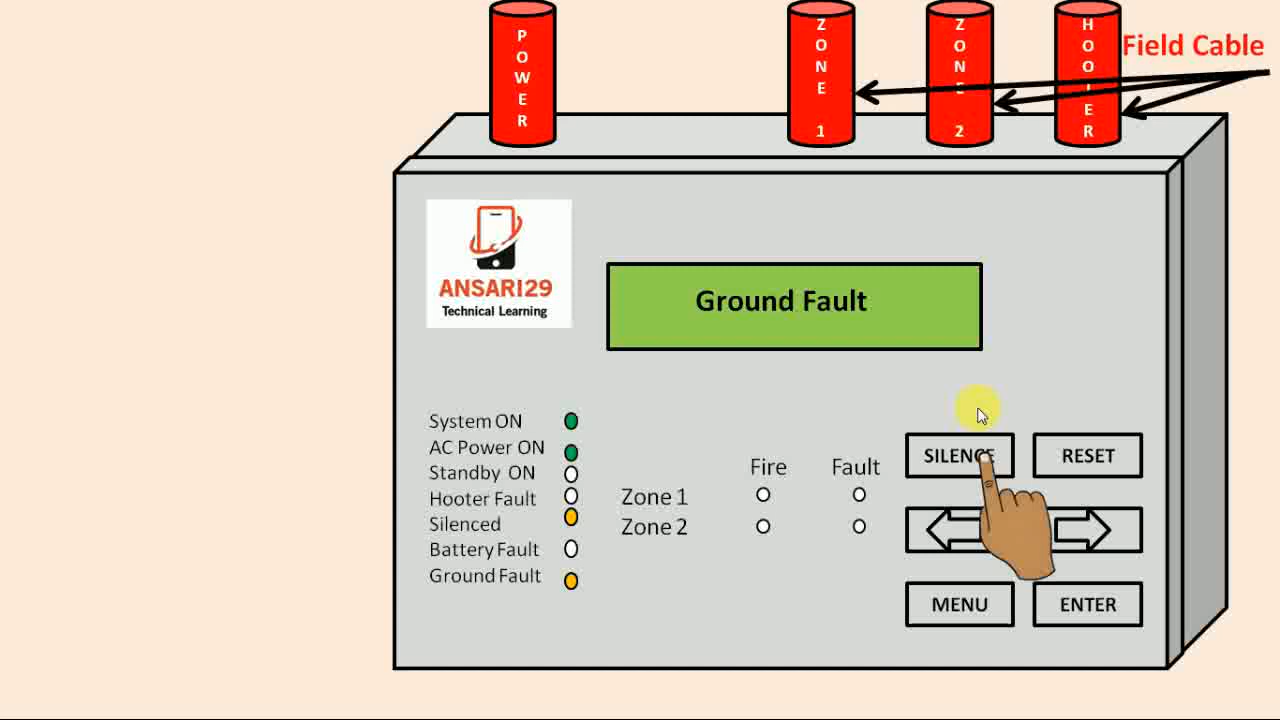 POWER
ZONE 1
ZONE 2
HOOTER
Field Cable
ANSARI29
Technical Learning
Ground Fault
System ON
AC Power ON
Standby ON
Hooter Fault
Silenced
Battery Fault
Ground Fault
Fire Fault
Zone 1
Zone 2
SILENCE RESET
MENU ENTER